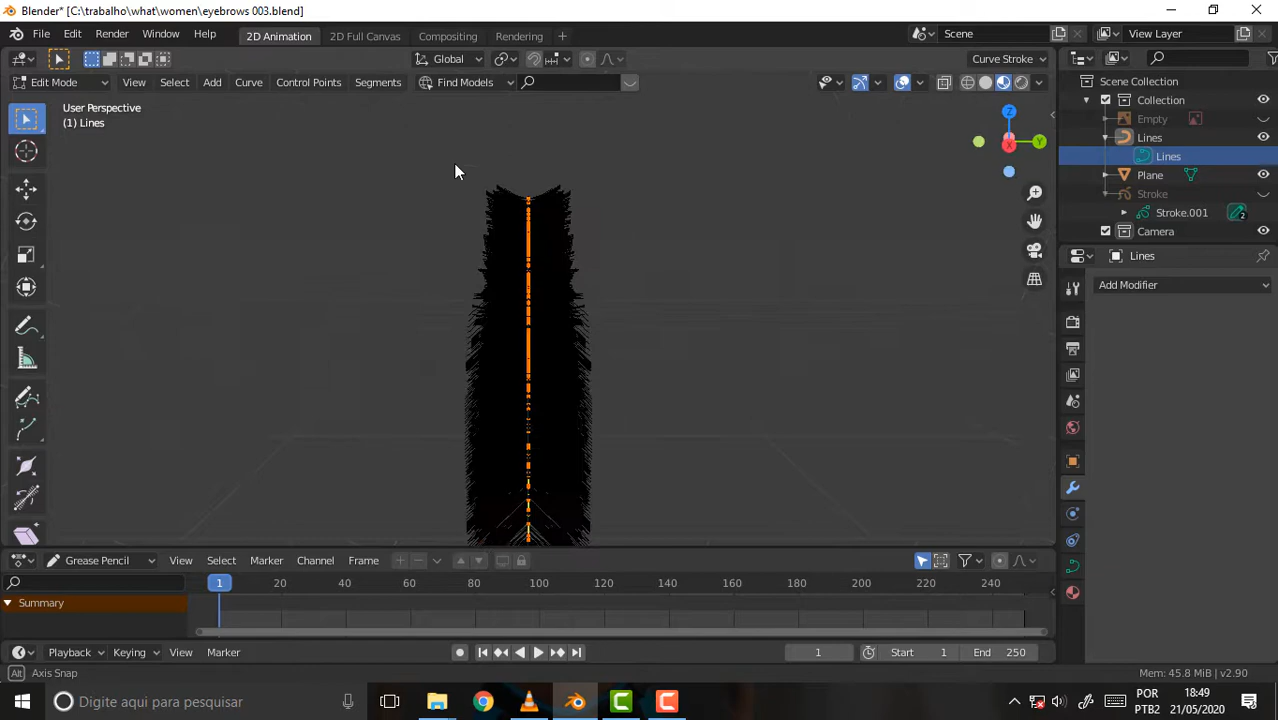 Blender* [C:\trabalho\what\women\eyebrows 003.blend]
File Edit Render Window Help 2D Animation 2D Full Canvas Compositing Rendering + Scene View Layer
Global Curve Stroke
Edit Mode View Select Add Curve Control Points Segments Find Models
User Perspective
(1) Lines
Z
Y
X
Scene Collection
Collection
Empty
Lines
Lines
Plane
Stroke
Stroke.001 2
Camera
Lines
Add Modifier
Grease Pencil View Select Marker Channel Frame
1 20 40 60 80 100 120 140 160 180 200 220 240
Summary
Playback Keying View Marker 1 Start 1 End 250
Alt Axis Snap Mem: 45.8 MiB | v2.90
Digite aqui para pesquisar
POR 18:49
PTB2 21/05/2020